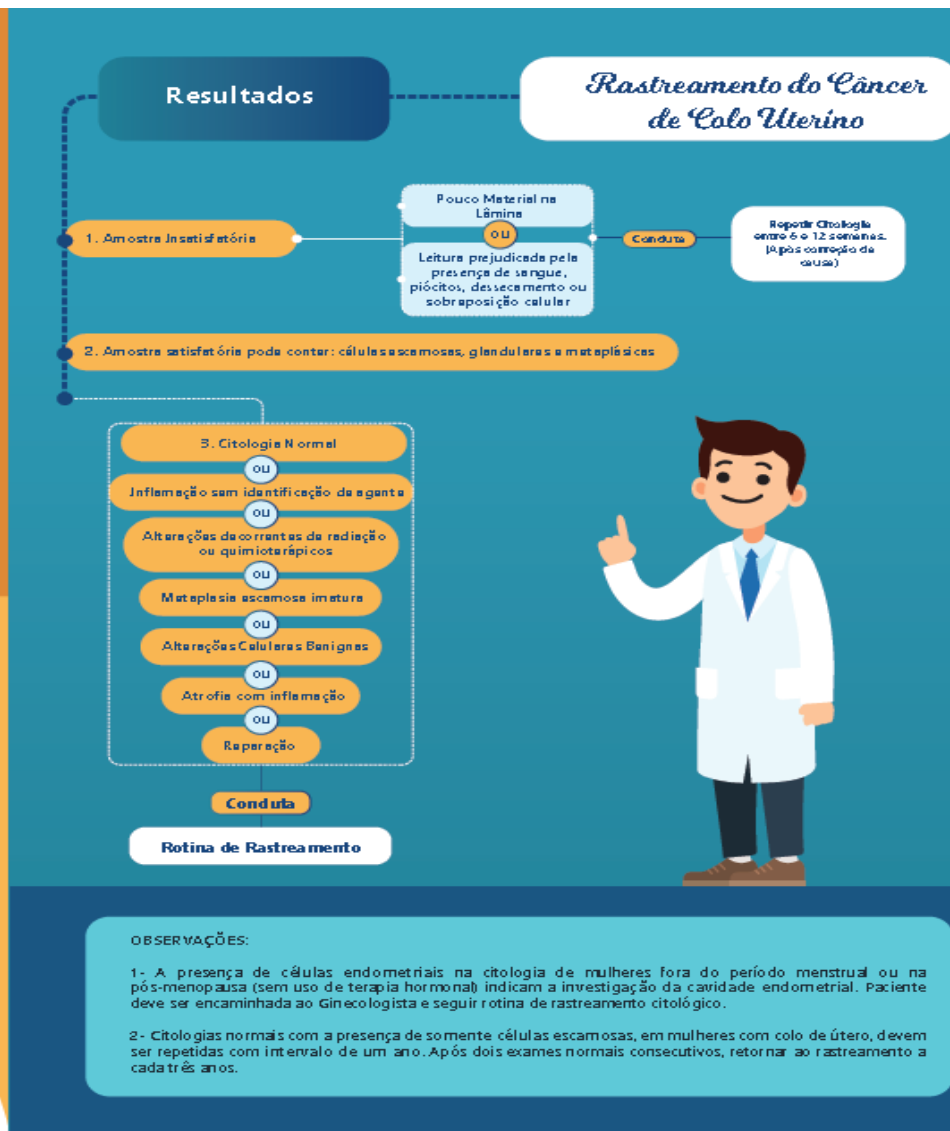 Resultados
Rastreamento do Câncer
de Colo Uterino
1. Amostra Insatisfatória
Pouco Material na
Lâmina
ou
Leitura prejudicada pela
presença de sangue,
piócitos, dessecamento ou
sobreposição celular
Conduta
Repetir Citologia
entre 6 e 12 semanas.
(Após correção da
causa)
2. Amostra satisfatória pode conter: células escamosas, glandulares e metaplásicas
3. Citologia Normal
ou
Inflamação sem identificação de agente
ou
Alterações decorrentes de radiação
ou quimioterápicos
ou
Metaplasia escamosa imatura
ou
Alterações Celulares Benignas
ou
Atrofia com inflamação
ou
Reparação
Conduta
Rotina de Rastreamento
OBSERVAÇÕES:
1- A presença de células endometriais na citologia de mulheres fora do período menstrual ou na
pós-menopausa (sem uso de terapia hormonal) indicam a investigação da cavidade endometrial. Paciente
deve ser encaminhada ao Ginecologista e seguir rotina de rastreamento citológico.
2- Citologias normais com a presença de somente células escamosas, em mulheres com colo de útero, devem
ser repetidas com intervalo de um ano. Após dois exames normais consecutivos, retornar ao rastreamento a
cada três anos.